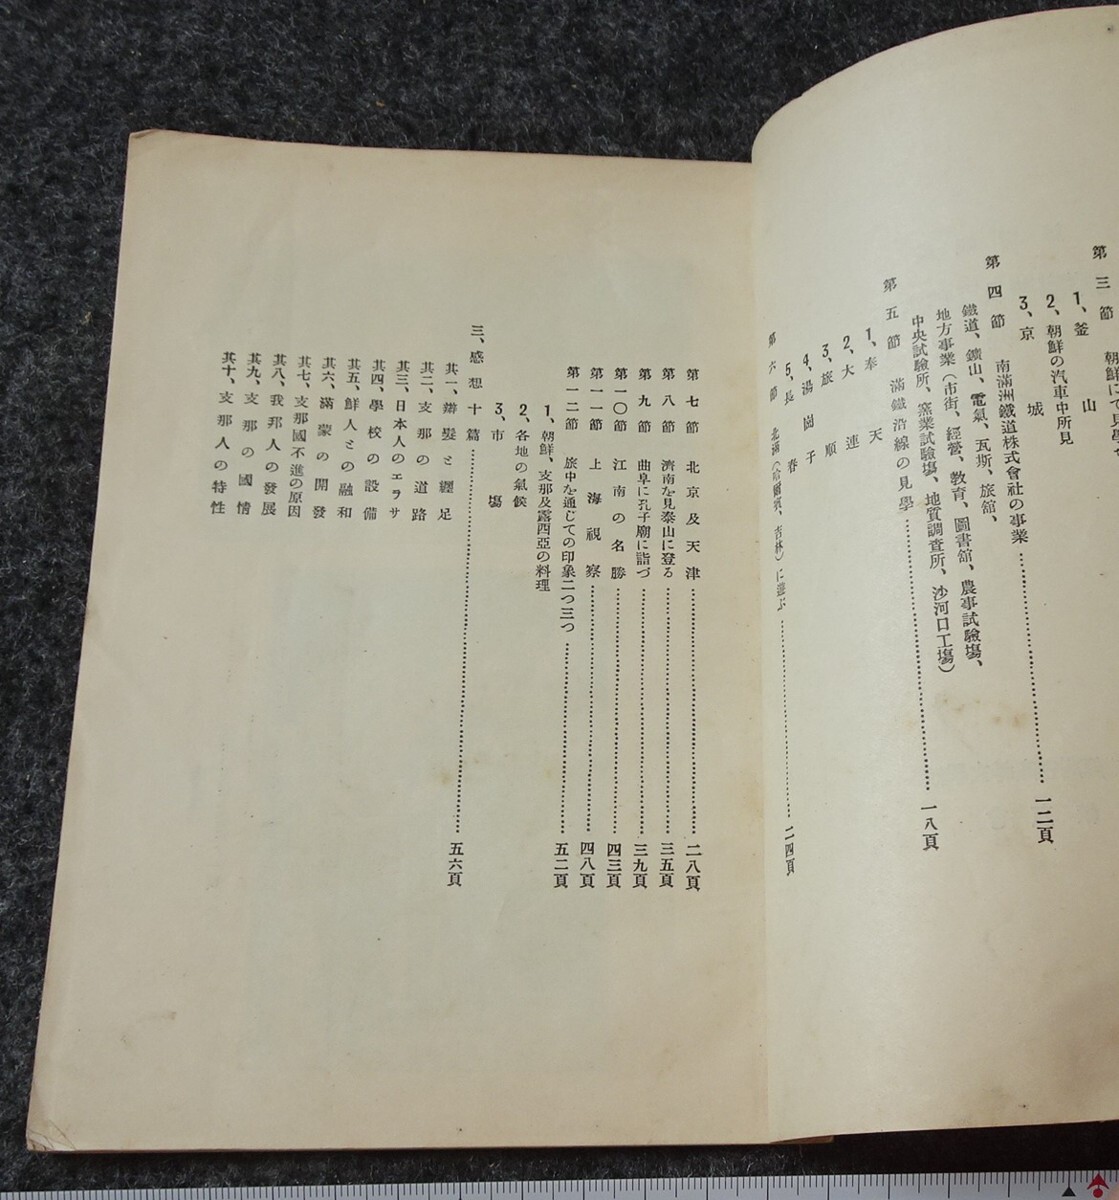 第三節　朝鮮にて見學
1、釜山
2、朝鮮の汽車中所見
3、京城
第四節　南滿洲鐵道株式會社の事業………一二頁
鐵道、鑛山、電氣、瓦斯、旅館、
地方事業（市街、經營、教育、圖書館、農事試驗場、
中央試驗所、窯業試驗場、地質調査所、沙河口工場）
第五節　滿鐵沿線の見學………一八頁
1、奉天
2、大連
3、旅順
4、湯崗子
5、長春
第六節　北滿（哈爾賓、吉林）に遊ぶ………二四頁
第七節　北京及天津………二八頁
第八節　濟南を見泰山に登る………三五頁
第九節　曲阜に孔子廟に詣づ………三九頁
第一〇節　江南の名勝………四三頁
第一一節　上海視察………四八頁
第一二節　旅中を通じての印象二つ三つ………五二頁
1、朝鮮、支那及露西亞の料理
2、各地の氣候
3、市場
三、感想十篇………五六頁
其一、辮髮と纒足
其二、支那の道路
其三、日本人のエラサ
其四、學校の設備
其五、鮮人との融和
其六、滿蒙の開發
其七、支那國不進の原因
其八、我邦人の發展
其九、支那の國情
其十、支那人の特性